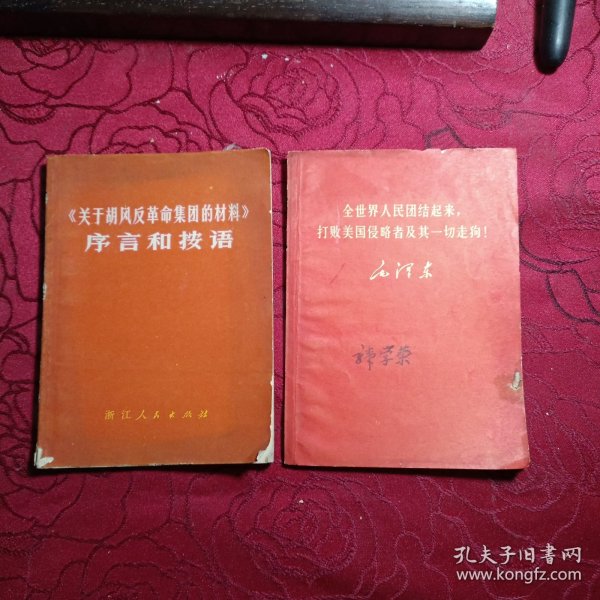 《关于胡风反革命集团的材料》
序言和按语
浙江人民出版社
全世界人民团结起来，
打败美国侵略者及其一切走狗！
毛泽东
孔夫子旧书网
www.kongfz.com